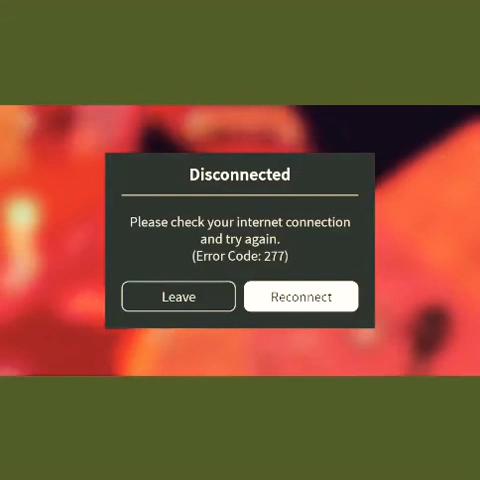 Disconnected
Please check your internet connection
and try again.
(Error Code: 277)
Leave
Reconnect